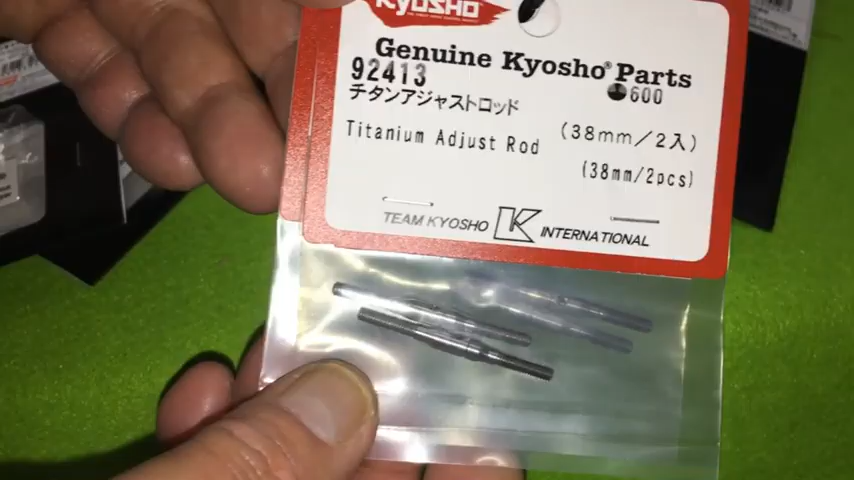 KYOSHO
Genuine Kyosho® Parts
92413
600
チタンアジャストロッド
(38mm/2入)
Titanium Adjust Rod
(38mm/2pcs)
TEAM KYOSHO K INTERNATIONAL